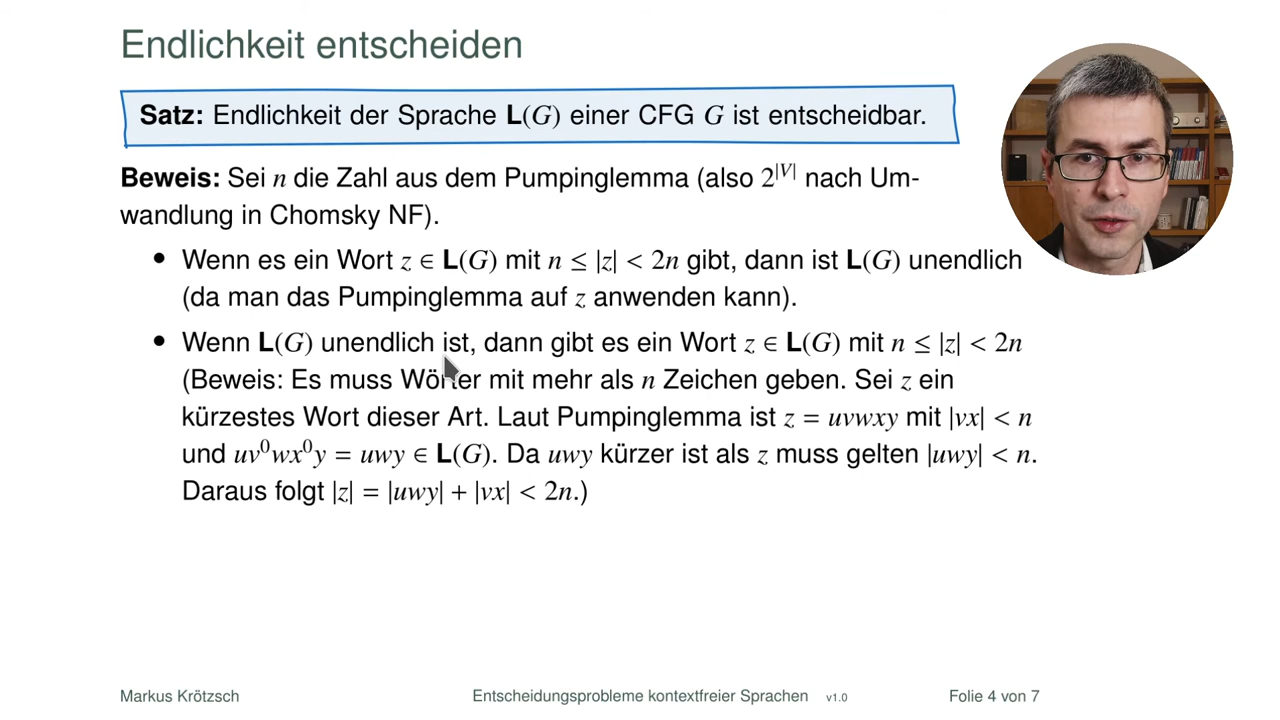 Endlichkeit entscheiden
Satz: Endlichkeit der Sprache L(G) einer CFG G ist entscheidbar.
Beweis: Sei n die Zahl aus dem Pumpinglemma (also 2^|V| nach Um-
wandlung in Chomsky NF).
• Wenn es ein Wort z ∈ L(G) mit n ≤ |z| < 2n gibt, dann ist L(G) unendlich
(da man das Pumpinglemma auf z anwenden kann).
• Wenn L(G) unendlich ist, dann gibt es ein Wort z ∈ L(G) mit n ≤ |z| < 2n
(Beweis: Es muss Wörter mit mehr als n Zeichen geben. Sei z ein
kürzestes Wort dieser Art. Laut Pumpinglemma ist z = uvwxy mit |vx| < n
und uv⁰wx⁰y = uwy ∈ L(G). Da uwy kürzer ist als z muss gelten |uwy| < n.
Daraus folgt |z| = |uwy| + |vx| < 2n.)
Markus Krötzsch
Entscheidungsprobleme kontextfreier Sprachen v1.0
Folie 4 von 7